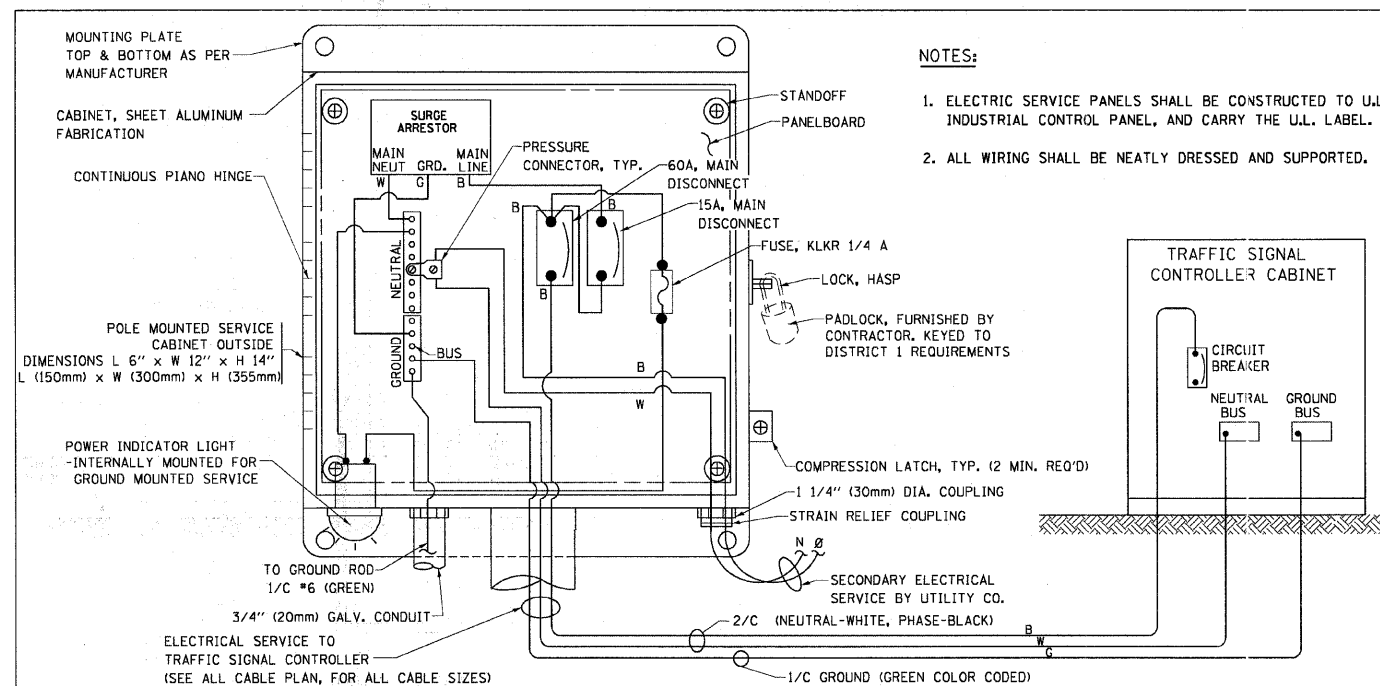 MOUNTING PLATE
TOP & BOTTOM AS PER
MANUFACTURER
CABINET, SHEET ALUMINUM
FABRICATION
CONTINUOUS PIANO HINGE
POLE MOUNTED SERVICE
CABINET OUTSIDE
DIMENSIONS L 6" x W 12" x H 14"
L (150mm) x W (300mm) x H (355mm)
POWER INDICATOR LIGHT
-INTERNALLY MOUNTED FOR
GROUND MOUNTED SERVICE
SURGE
ARRESTOR
MAIN
NEUT
GRD.
MAIN
LINE
W
G
B
PRESSURE
CONNECTOR, TYP.
STANDOFF
PANELBOARD
60A, MAIN
DISCONNECT
15A, MAIN
DISCONNECT
B
B
B
FUSE, KLKR 1/4 A
LOCK, HASP
PADLOCK, FURNISHED BY
CONTRACTOR. KEYED TO
DISTRICT 1 REQUIREMENTS
NEUTRAL
GROUND
BUS
B
W
COMPRESSION LATCH, TYP. (2 MIN. REQ'D)
1 1/4" (30mm) DIA. COUPLING
STRAIN RELIEF COUPLING
N Ø
SECONDARY ELECTRICAL
SERVICE BY UTILITY CO.
TO GROUND ROD
1/C #6 (GREEN)
3/4" (20mm) GALV. CONDUIT
ELECTRICAL SERVICE TO
TRAFFIC SIGNAL CONTROLLER
(SEE ALL CABLE PLAN, FOR ALL CABLE SIZES)
2/C (NEUTRAL-WHITE, PHASE-BLACK)
B
W
G
1/C GROUND (GREEN COLOR CODED)
NOTES:
1. ELECTRIC SERVICE PANELS SHALL BE CONSTRUCTED TO U.L
INDUSTRIAL CONTROL PANEL, AND CARRY THE U.L. LABEL.
2. ALL WIRING SHALL BE NEATLY DRESSED AND SUPPORTED.
TRAFFIC SIGNAL
CONTROLLER CABINET
CIRCUIT
BREAKER
NEUTRAL
BUS
GROUND
BUS